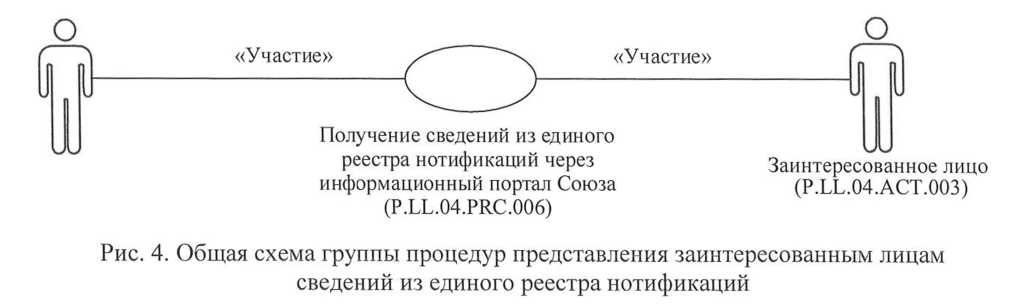 «Участие»
«Участие»
Получение сведений из единого
реестра нотификаций через
информационный портал Союза
(P.LL.04.PRC.006)
Заинтересованное лицо
(P.LL.04.ACT.003)
Рис. 4. Общая схема группы процедур представления заинтересованным лицам
сведений из единого реестра нотификаций